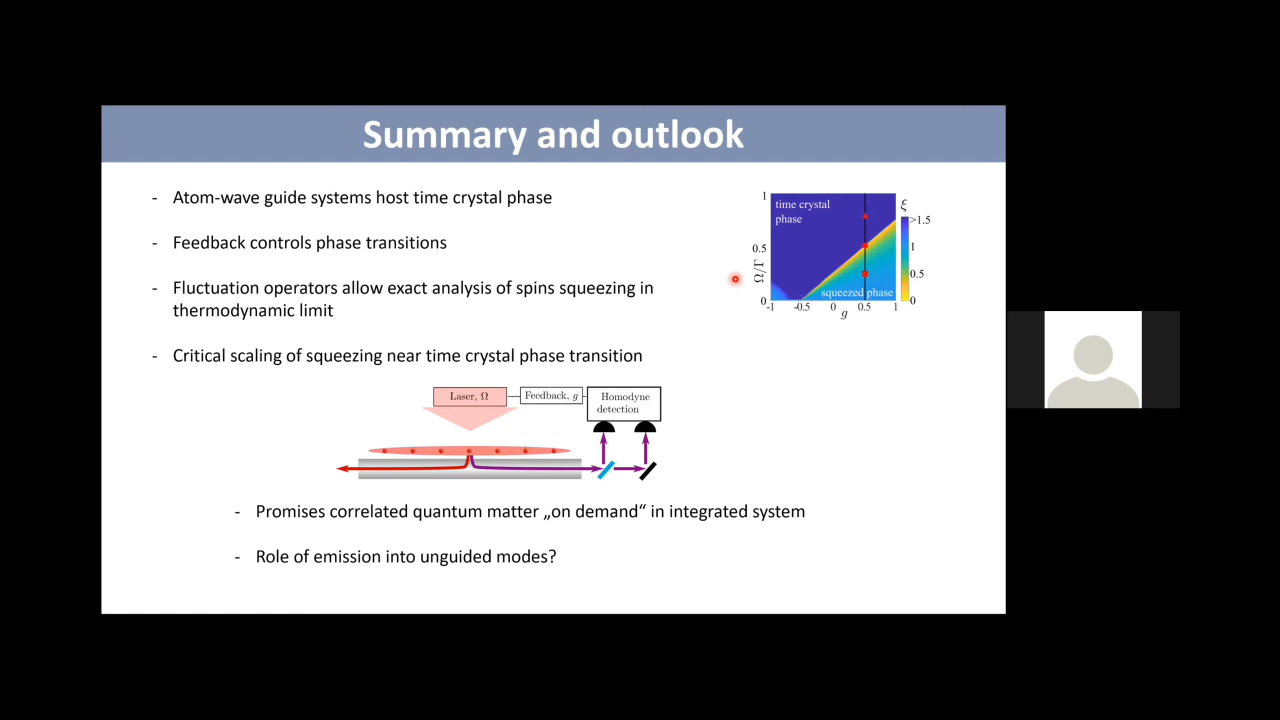 Summary and outlook
- Atom-wave guide systems host time crystal phase
- Feedback controls phase transitions
- Fluctuation operators allow exact analysis of spins squeezing in
thermodynamic limit
- Critical scaling of squeezing near time crystal phase transition
1
0.5
0
Ω/Γ
time crystal
phase
squeezed phase
-1 -0.5 0 0.5 1
g
ξ
>1.5
1
0.5
0
Laser, Ω
Feedback, g
Homodyne
detection
- Promises correlated quantum matter „on demand“ in integrated system
- Role of emission into unguided modes?